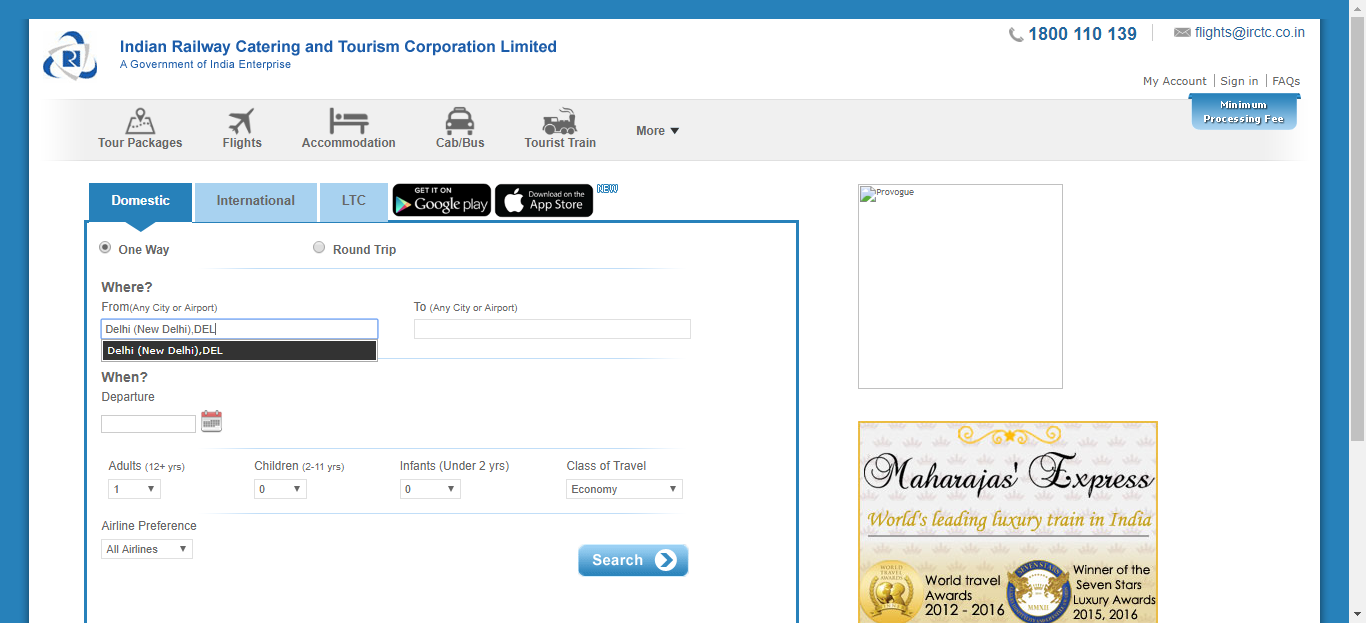 Indian Railway Catering and Tourism Corporation Limited
A Government of India Enterprise
1800 110 139
flights@irctc.co.in
My Account | Sign in | FAQs
Minimum
Processing Fee
Tour Packages
Flights
Accommodation
Cab/Bus
Tourist Train
More ▼
Domestic
International
LTC
GET IT ON
Google play
Download on the
App Store
NEW
One Way
Round Trip
Where?
From(Any City or Airport)
To (Any City or Airport)
Delhi (New Delhi),DEL
Delhi (New Delhi),DEL
When?
Departure
Adults (12+ yrs)
Children (2-11 yrs)
Infants (Under 2 yrs)
Class of Travel
1
0
0
Economy
Airline Preference
All Airlines
Search
Provogue
Maharajas' Express
World's leading luxury train in India
WORLD
TRAVEL
AWARDS
World travel
Awards
2012 - 2016
SEVEN STARS
MMXII
Winner of the
Seven Stars
Luxury Awards
2015, 2016